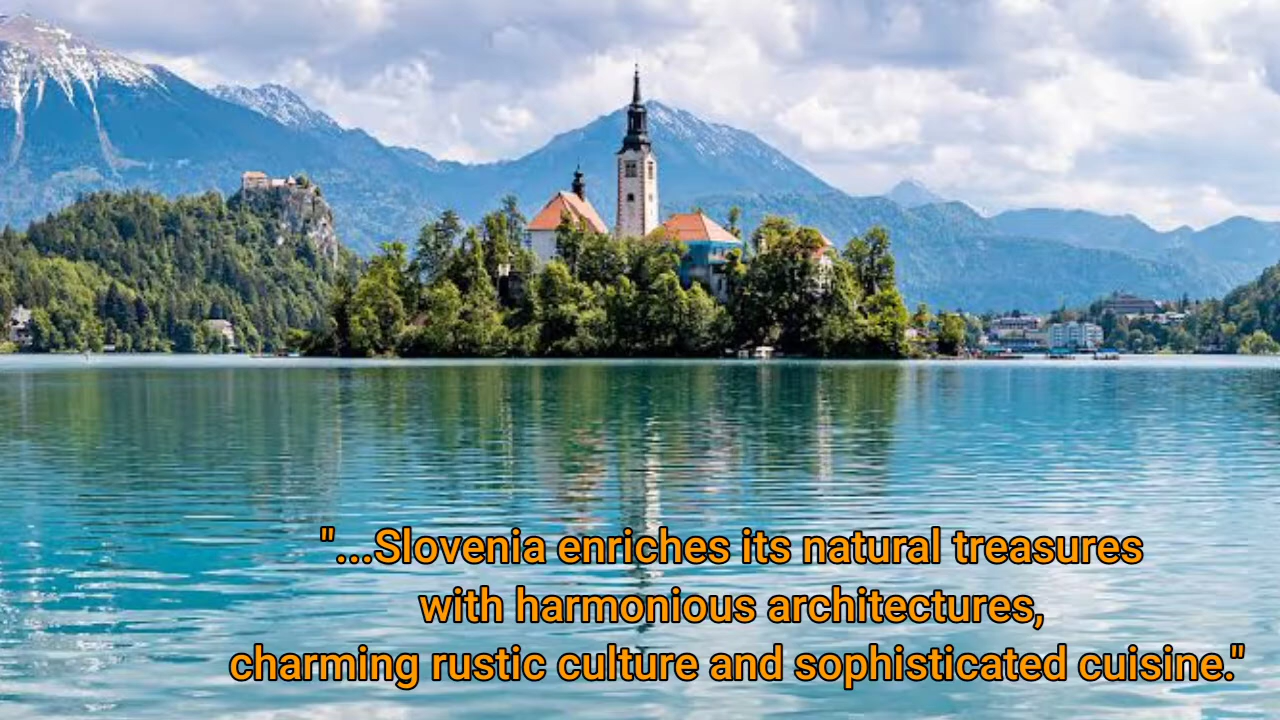 "...Slovenia enriches its natural treasures
with harmonious architectures,
charming rustic culture and sophisticated cuisine."